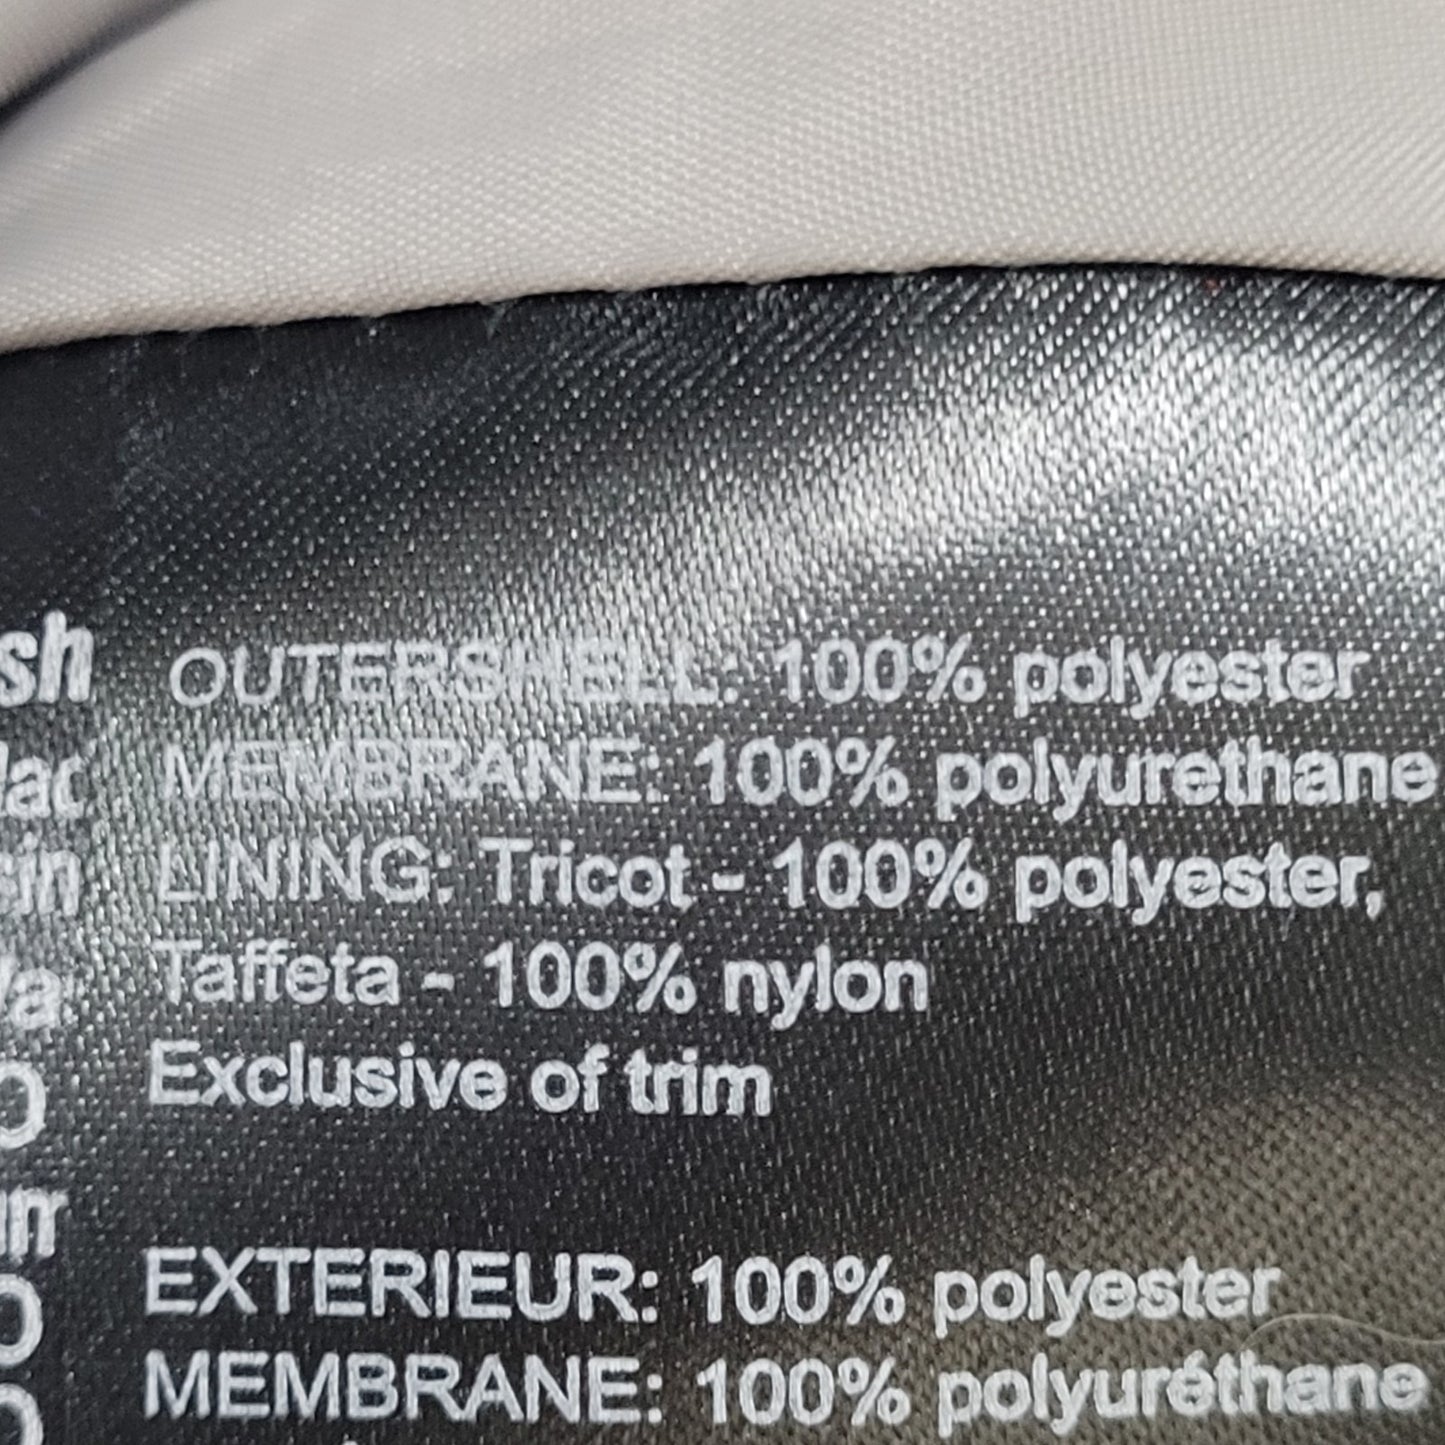 OUTERSHELL: 100% polyester
MEMBRANE: 100% polyurethane
LINING: Tricot - 100% polyester,
Taffeta - 100% nylon
Exclusive of trim
EXTERIEUR: 100% polyester
MEMBRANE: 100% polyuréthane